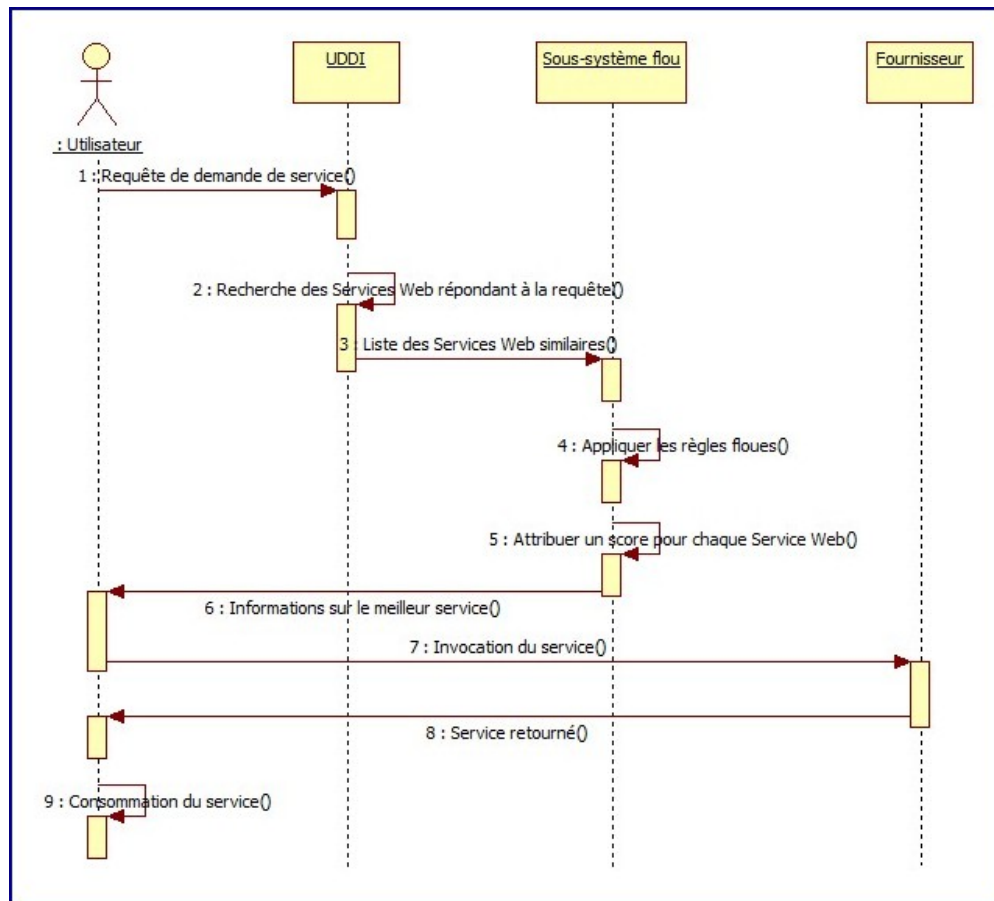 UDDI
Sous-système flou
Fournisseur
: Utilisateur
1 : Requête de demande de service()
2 : Recherche des Services Web répondant à la requête()
3 : Liste des Services Web similaires()
4 : Appliquer les règles floues()
5 : Attribuer un score pour chaque Service Web()
6 : Informations sur le meilleur service()
7 : Invocation du service()
8 : Service retourné()
9 : Consommation du service()